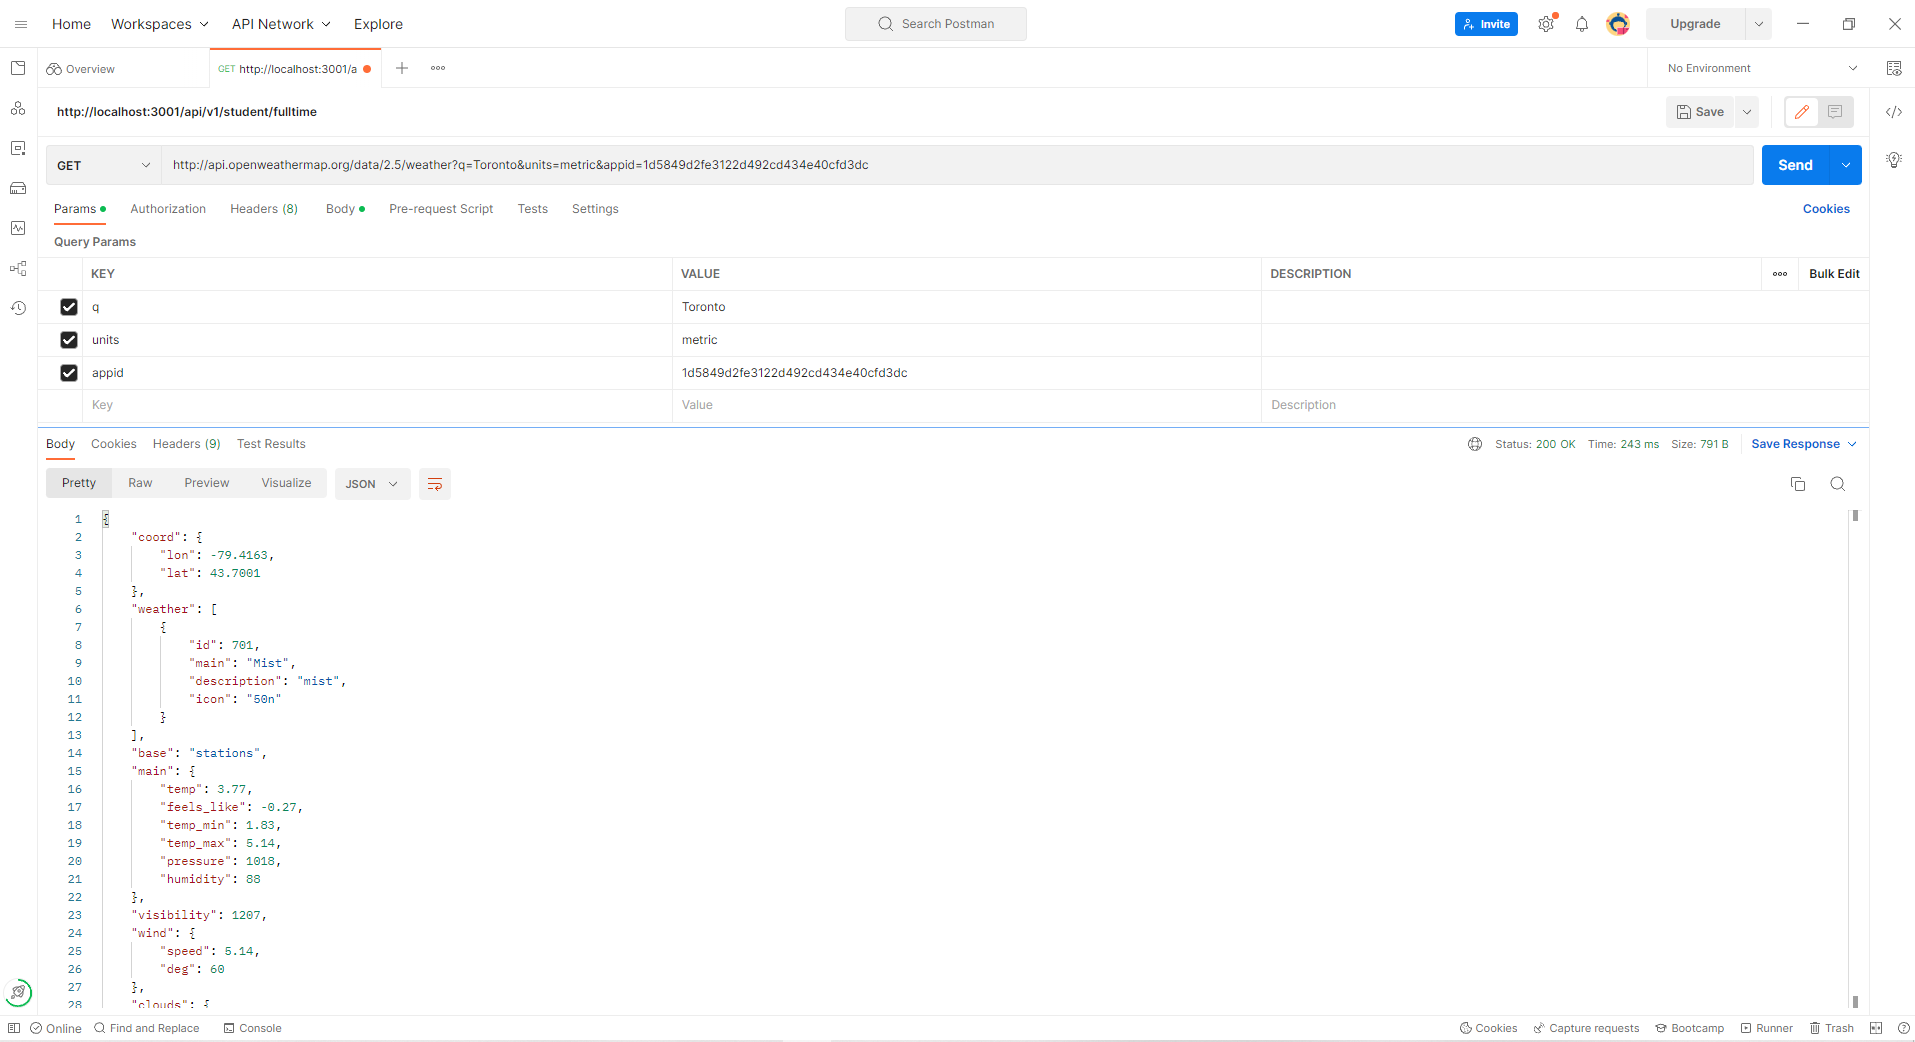 Home Workspaces API Network Explore Search Postman Invite Upgrade
Overview GET http://localhost:3001/a No Environment
http://localhost:3001/api/v1/student/fulltime Save
GET http://api.openweathermap.org/data/2.5/weather?q=Toronto&units=metric&appid=1d5849d2fe3122d492cd434e40cfd3dc Send
Params Authorization Headers (8) Body Pre-request Script Tests Settings Cookies
Query Params
KEY VALUE DESCRIPTION Bulk Edit
q Toronto
units metric
appid 1d5849d2fe3122d492cd434e40cfd3dc
Key Value Description
Body Cookies Headers (9) Test Results Status: 200 OK Time: 243 ms Size: 791 B Save Response
Pretty Raw Preview Visualize JSON
1 {
2 "coord": {
3 "lon": -79.4163,
4 "lat": 43.7001
5 },
6 "weather": [
7 {
8 "id": 701,
9 "main": "Mist",
10 "description": "mist",
11 "icon": "50n"
12 }
13 ],
14 "base": "stations",
15 "main": {
16 "temp": 3.77,
17 "feels_like": -0.27,
18 "temp_min": 1.83,
19 "temp_max": 5.14,
20 "pressure": 1018,
21 "humidity": 88
22 },
23 "visibility": 1207,
24 "wind": {
25 "speed": 5.14,
26 "deg": 60
27 },
28 "clouds": {
Online Find and Replace Console Cookies Capture requests Bootcamp Runner Trash